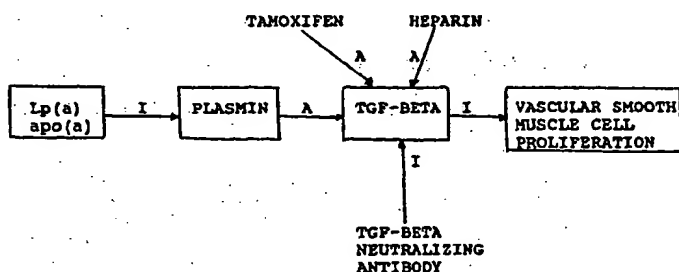 TAMOXIFEN
HEPARIN
A
A
Lp(a)
apo(a)
I
PLASMIN
A
TGF-BETA
I
VASCULAR SMOOTH
MUSCLE CELL
PROLIFERATION
I
TGF-BETA
NEUTRALIZING
ANTIBODY